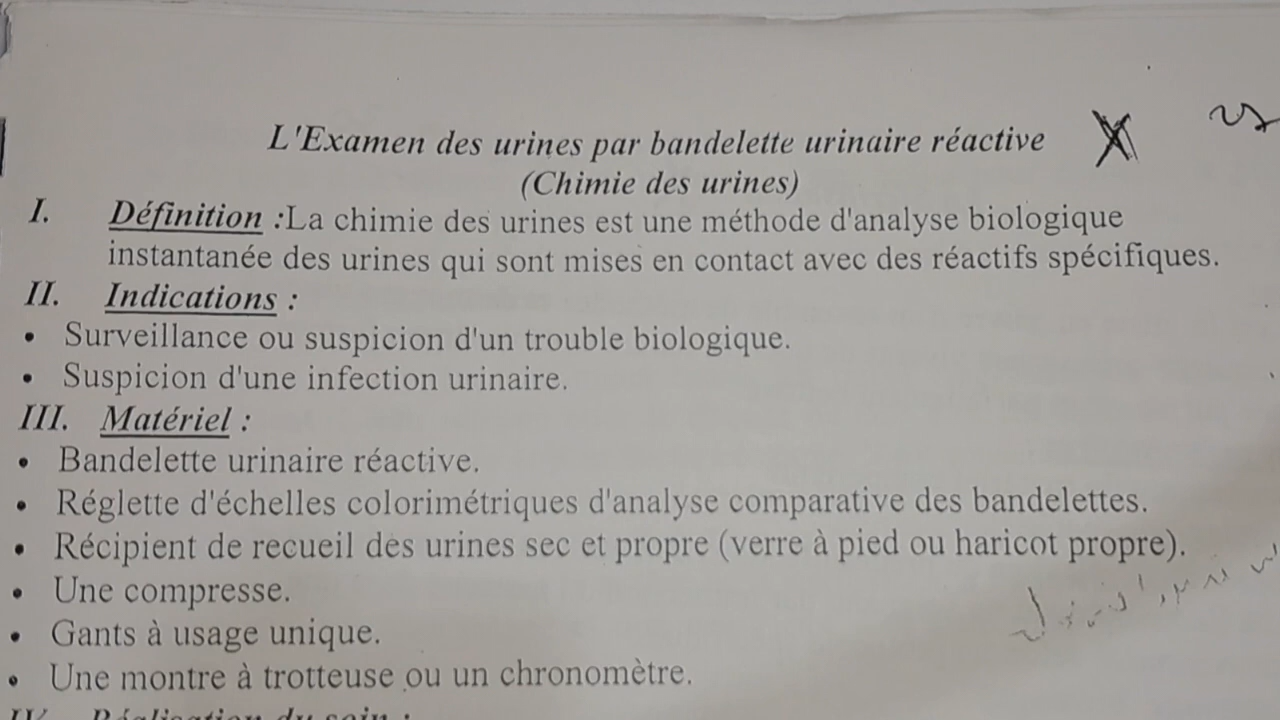 L'Examen des urines par bandelette urinaire réactive
(Chimie des urines)
I. Définition :La chimie des urines est une méthode d'analyse biologique
instantanée des urines qui sont mises en contact avec des réactifs spécifiques.
II. Indications :
• Surveillance ou suspicion d'un trouble biologique.
• Suspicion d'une infection urinaire.
III. Matériel :
• Bandelette urinaire réactive.
• Réglette d'échelles colorimétriques d'analyse comparative des bandelettes.
• Récipient de recueil des urines sec et propre (verre à pied ou haricot propre).
• Une compresse.
• Gants à usage unique.
• Une montre à trotteuse ou un chronomètre.
IV. Réalisation du soin :